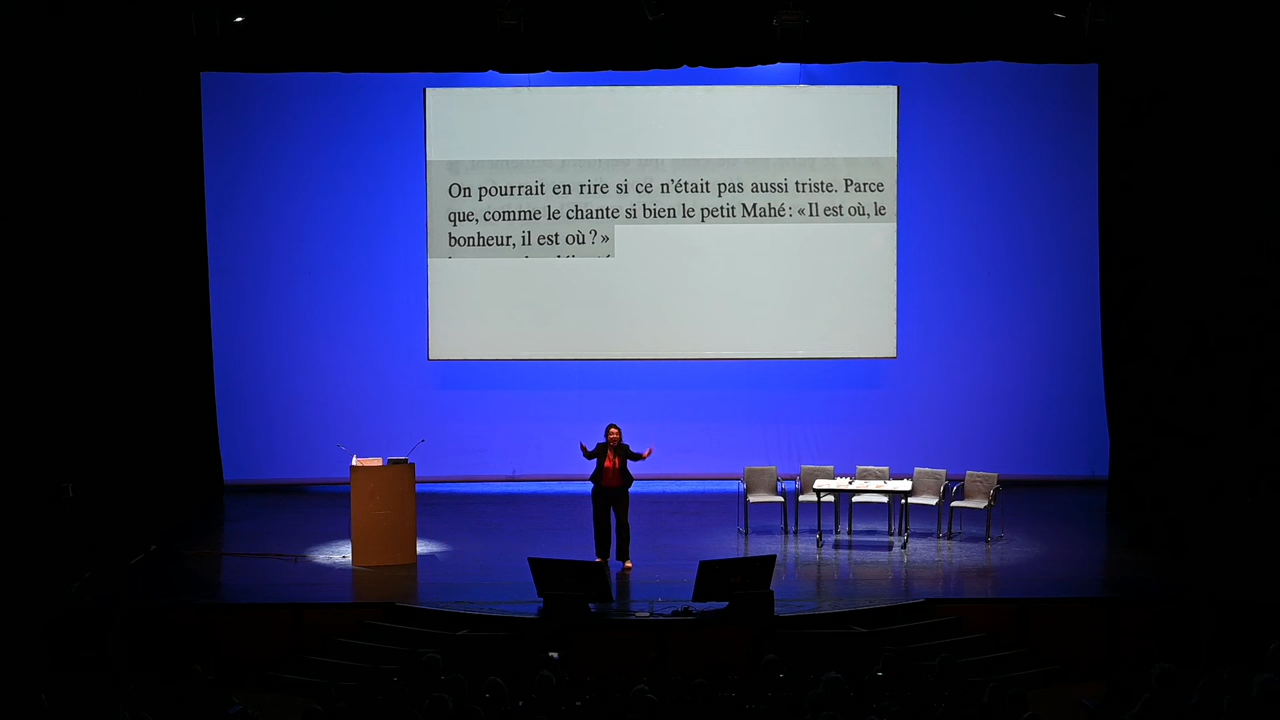 On pourrait en rire si ce n'était pas aussi triste. Parce
que, comme le chante si bien le petit Mahé : « Il est où, le
bonheur, il est où ? »